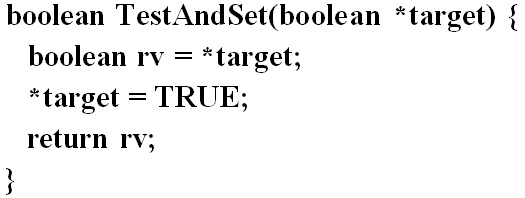 boolean TestAndSet(boolean *target) {
boolean rv = *target;
*target = TRUE;
return rv;
}